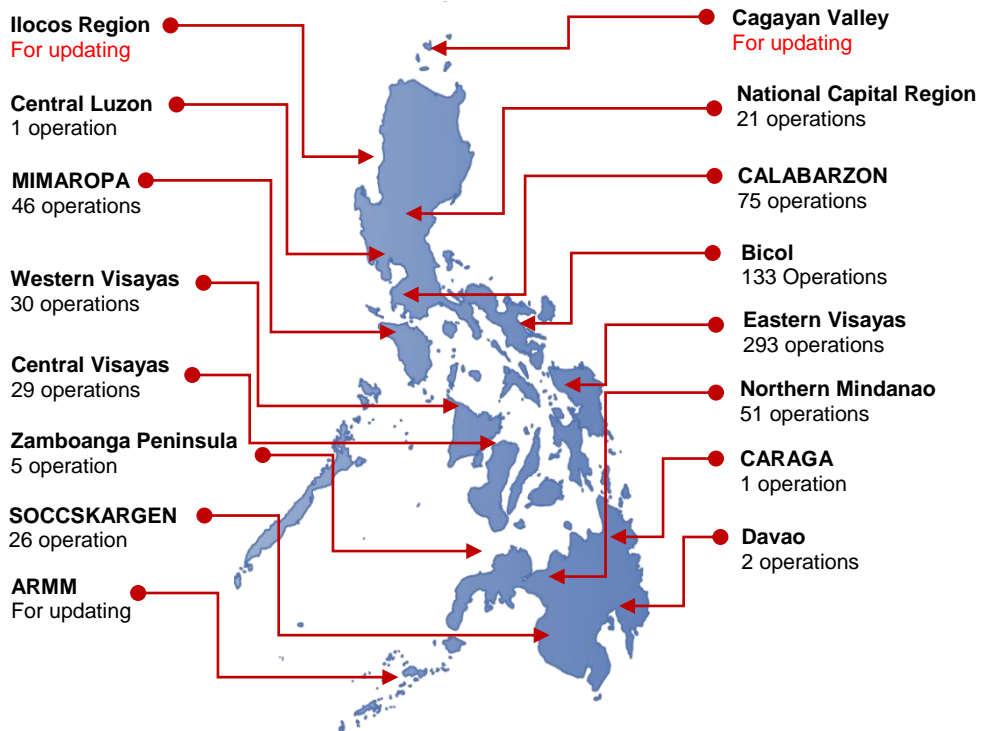 Ilocos Region
For updating
Central Luzon
1 operation
MIMAROPA
46 operations
Western Visayas
30 operations
Central Visayas
29 operations
Zamboanga Peninsula
5 operation
SOCCSKARGEN
26 operation
ARMM
For updating
Cagayan Valley
For updating
National Capital Region
21 operations
CALABARZON
75 operations
Bicol
133 Operations
Eastern Visayas
293 operations
Northern Mindanao
51 operations
CARAGA
1 operation
Davao
2 operations